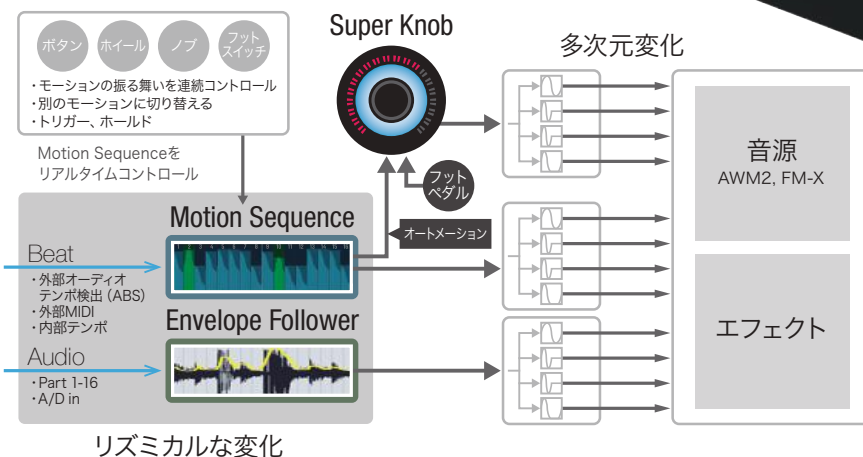 ボタン
ホイール
ノブ
フット
スイッチ
・モーションの振る舞いを連続コントロール
・別のモーションに切り替える
・トリガー、ホールド
Super Knob
多次元変化
Motion Sequenceを
リアルタイムコントロール
フット
ペダル
音源
AWM2, FM-X
Motion Sequence
オートメーション
Beat
・外部オーディオ
テンポ検出（ABS）
・外部MIDI
・内部テンポ
Envelope Follower
エフェクト
Audio
・Part 1-16
・A/D in
リズミカルな変化